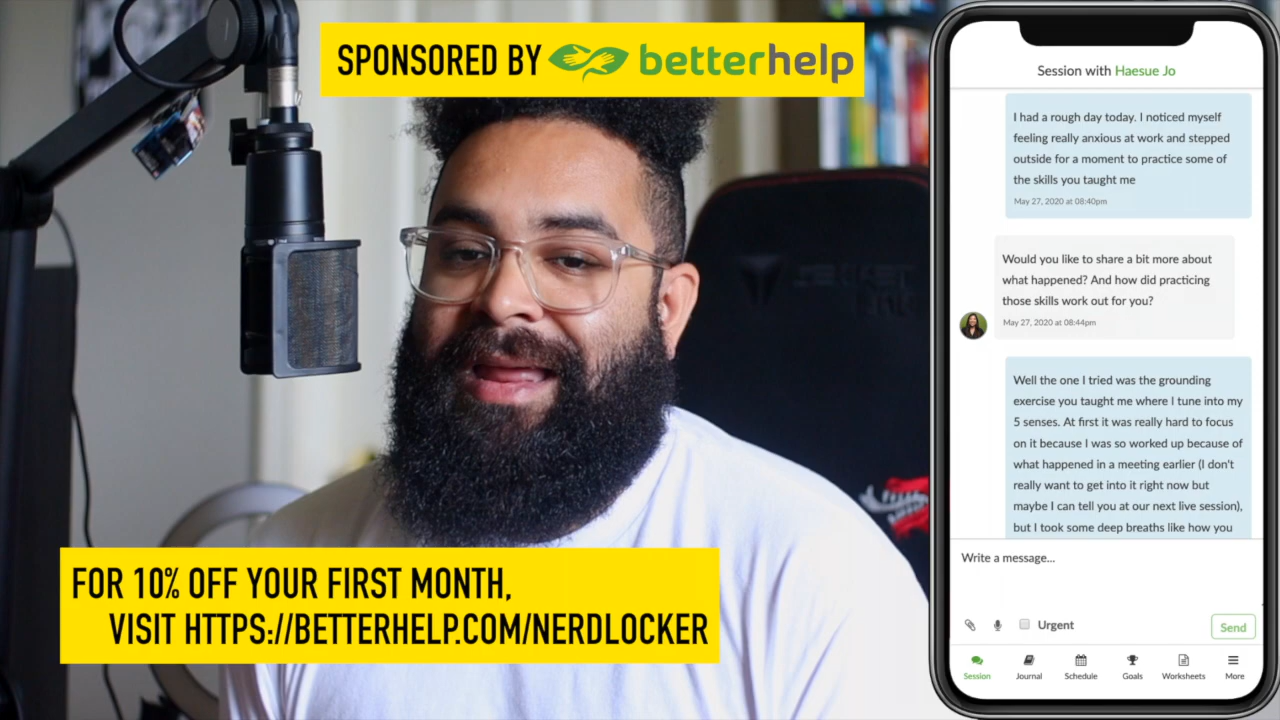 SPONSORED BY betterhelp
FOR 10% OFF YOUR FIRST MONTH,
VISIT HTTPS://BETTERHELP.COM/NERDLOCKER
Session with Haesue Jo
I had a rough day today. I noticed myself
feeling really anxious at work and stepped
outside for a moment to practice some of
the skills you taught me
May 27, 2020 at 08:40pm
Would you like to share a bit more about
what happened? And how did practicing
those skills work out for you?
May 27, 2020 at 08:44pm
Well the one I tried was the grounding
exercise you taught me where I tune into my
5 senses. At first it was really hard to focus
on it because I was so worked up because of
what happened in a meeting earlier (I don't
really want to get into it right now but
maybe I can tell you at our next live session),
but I took some deep breaths like how you
Write a message...
Urgent
Send
Session Journal Schedule Goals Worksheets More